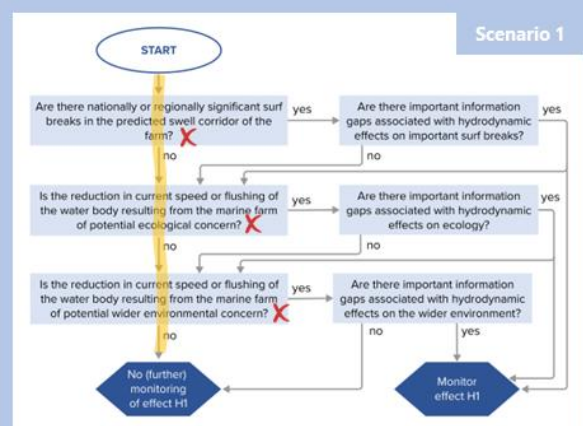 Scenario 1
START
Are there nationally or regionally significant surf
breaks in the predicted swell corridor of the
farm?
yes
Are there important information
gaps associated with hydrodynamic
effects on important surf breaks?
yes
no
no
Is the reduction in current speed or flushing of
the water body resulting from the marine farm
of potential ecological concern?
yes
Are there important information
gaps associated with hydrodynamic
effects on ecology?
yes
no
no
Is the reduction in current speed or flushing of
the water body resulting from the marine farm
of potential wider environmental concern?
yes
Are there important information
gaps associated with hydrodynamic
effects on the wider environment?
no
no
yes
No (further)
monitoring
of effect H1
Monitor
effect H1